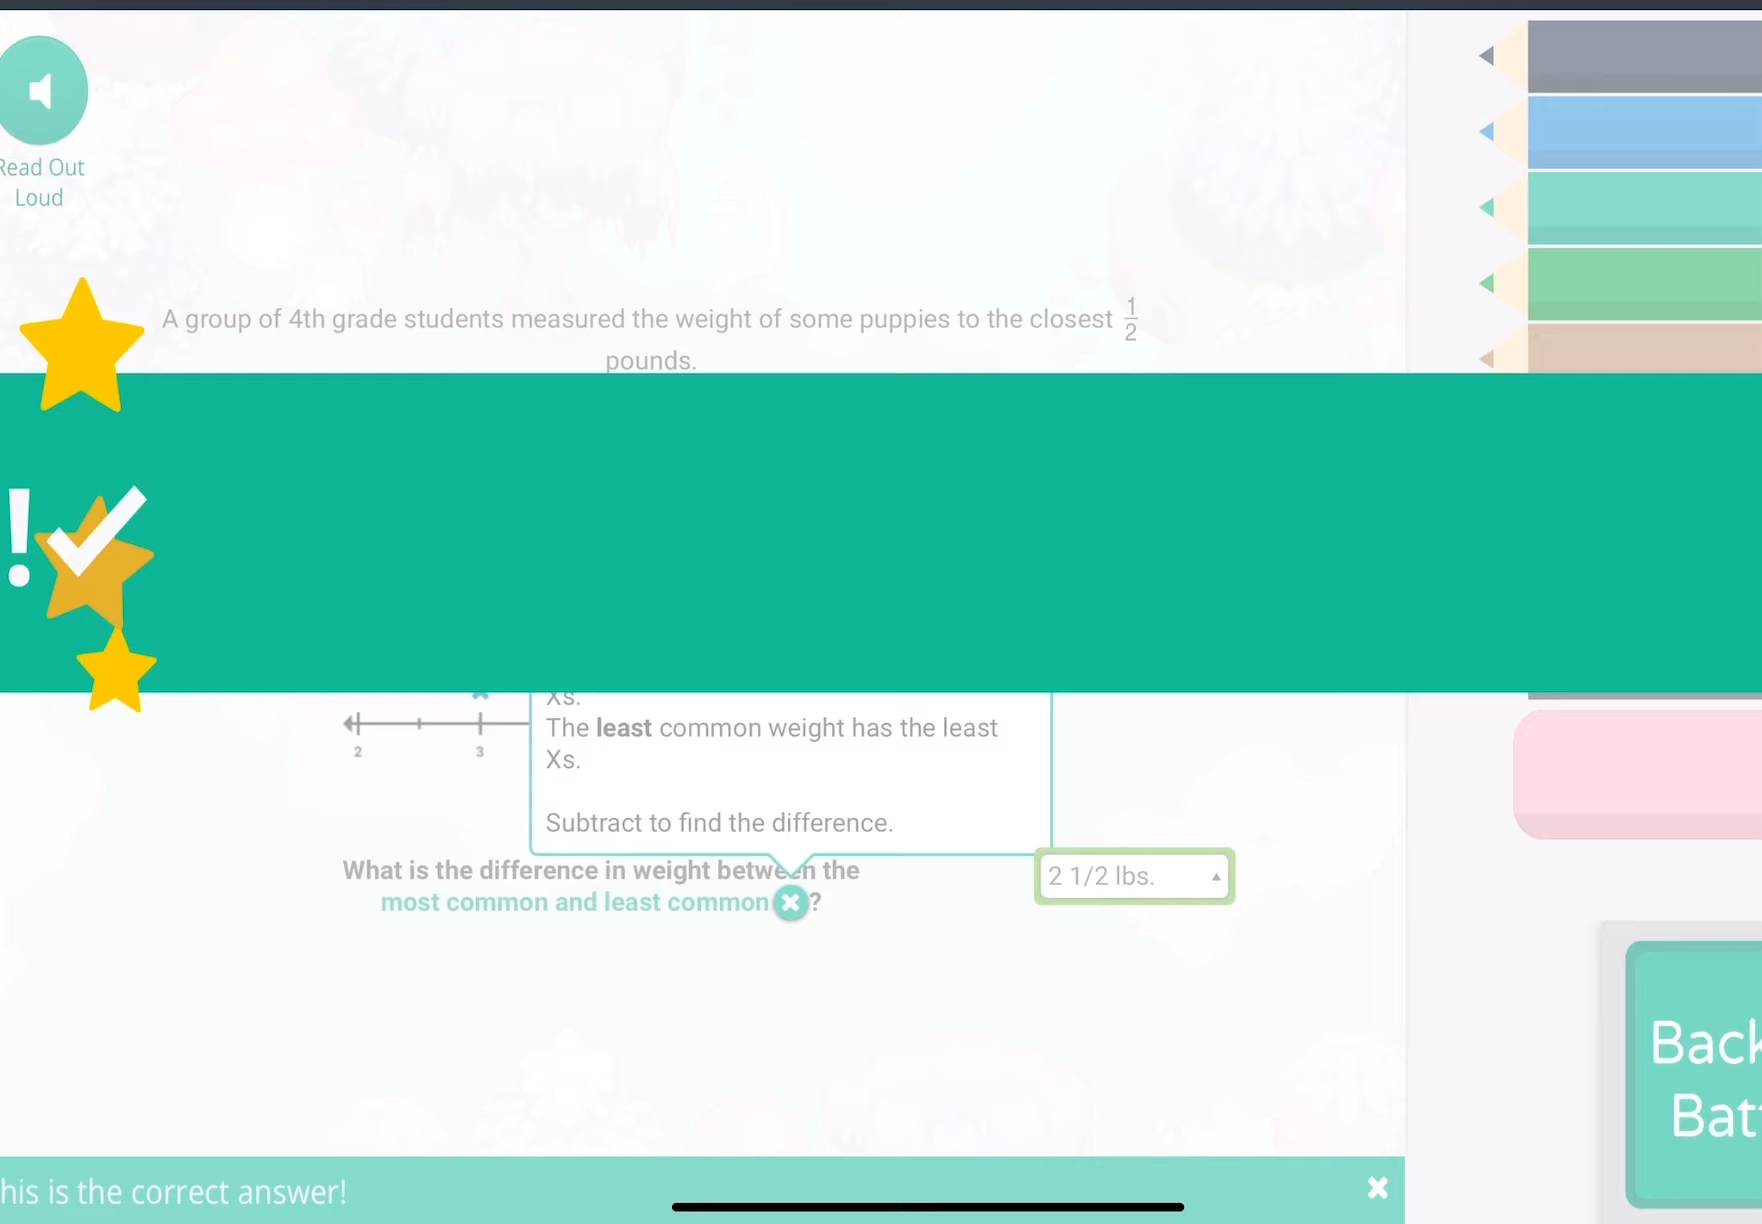 Read Out
Loud
A group of 4th grade students measured the weight of some puppies to the closest 1/2
pounds.
!
Xs.
The least common weight has the least
Xs.
2 3
Subtract to find the difference.
What is the difference in weight between the
most common and least common ?
2 1/2 lbs.
Back
Bat
his is the correct answer!